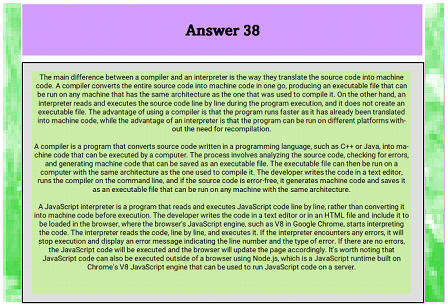 Answer 38
The main difference between a compiler and an interpreter is the way they translate the source code into machine
code. A compiler converts the entire source code into machine code in one go, producing an executable file that can
be run on any machine that has the same architecture as the one that was used to compile it. On the other hand, an
interpreter reads and executes the source code line by line during the program execution, and it does not create an
executable file. The advantage of using a compiler is that the program runs faster as it has already been translated
into machine code, while the advantage of an interpreter is that the program can be run on different platforms with-
out the need for recompilation.
A compiler is a program that converts source code written in a programming language, such as C++ or Java, into ma-
chine code that can be executed by a computer. The process involves analyzing the source code, checking for errors,
and generating machine code that can be saved as an executable file. The executable file can then be run on a
computer with the same architecture as the one used to compile it. The developer writes the code in a text editor,
runs the compiler on the command line, and if the source code is error-free, it generates machine code and saves it
as an executable file that can be run on any machine with the same architecture.
A JavaScript interpreter is a program that reads and executes JavaScript code line by line, rather than converting it
into machine code before execution. The developer writes the code in a text editor or in an HTML file and include it to
be loaded in the browser, where the browser's JavaScript engine, such as V8 in Google Chrome, starts interpreting
the code. The interpreter reads the code, line by line, and executes it. If the interpreter encounters any errors, it will
stop execution and display an error message indicating the line number and the type of error. If there are no errors,
the JavaScript code will be executed and the browser will update the page accordingly. It's worth noting that
JavaScript can also be executed outside of a browser using Node.js, which is a JavaScript runtime built on
Chrome's V8 JavaScript engine that can be used to run JavaScript code on a server.